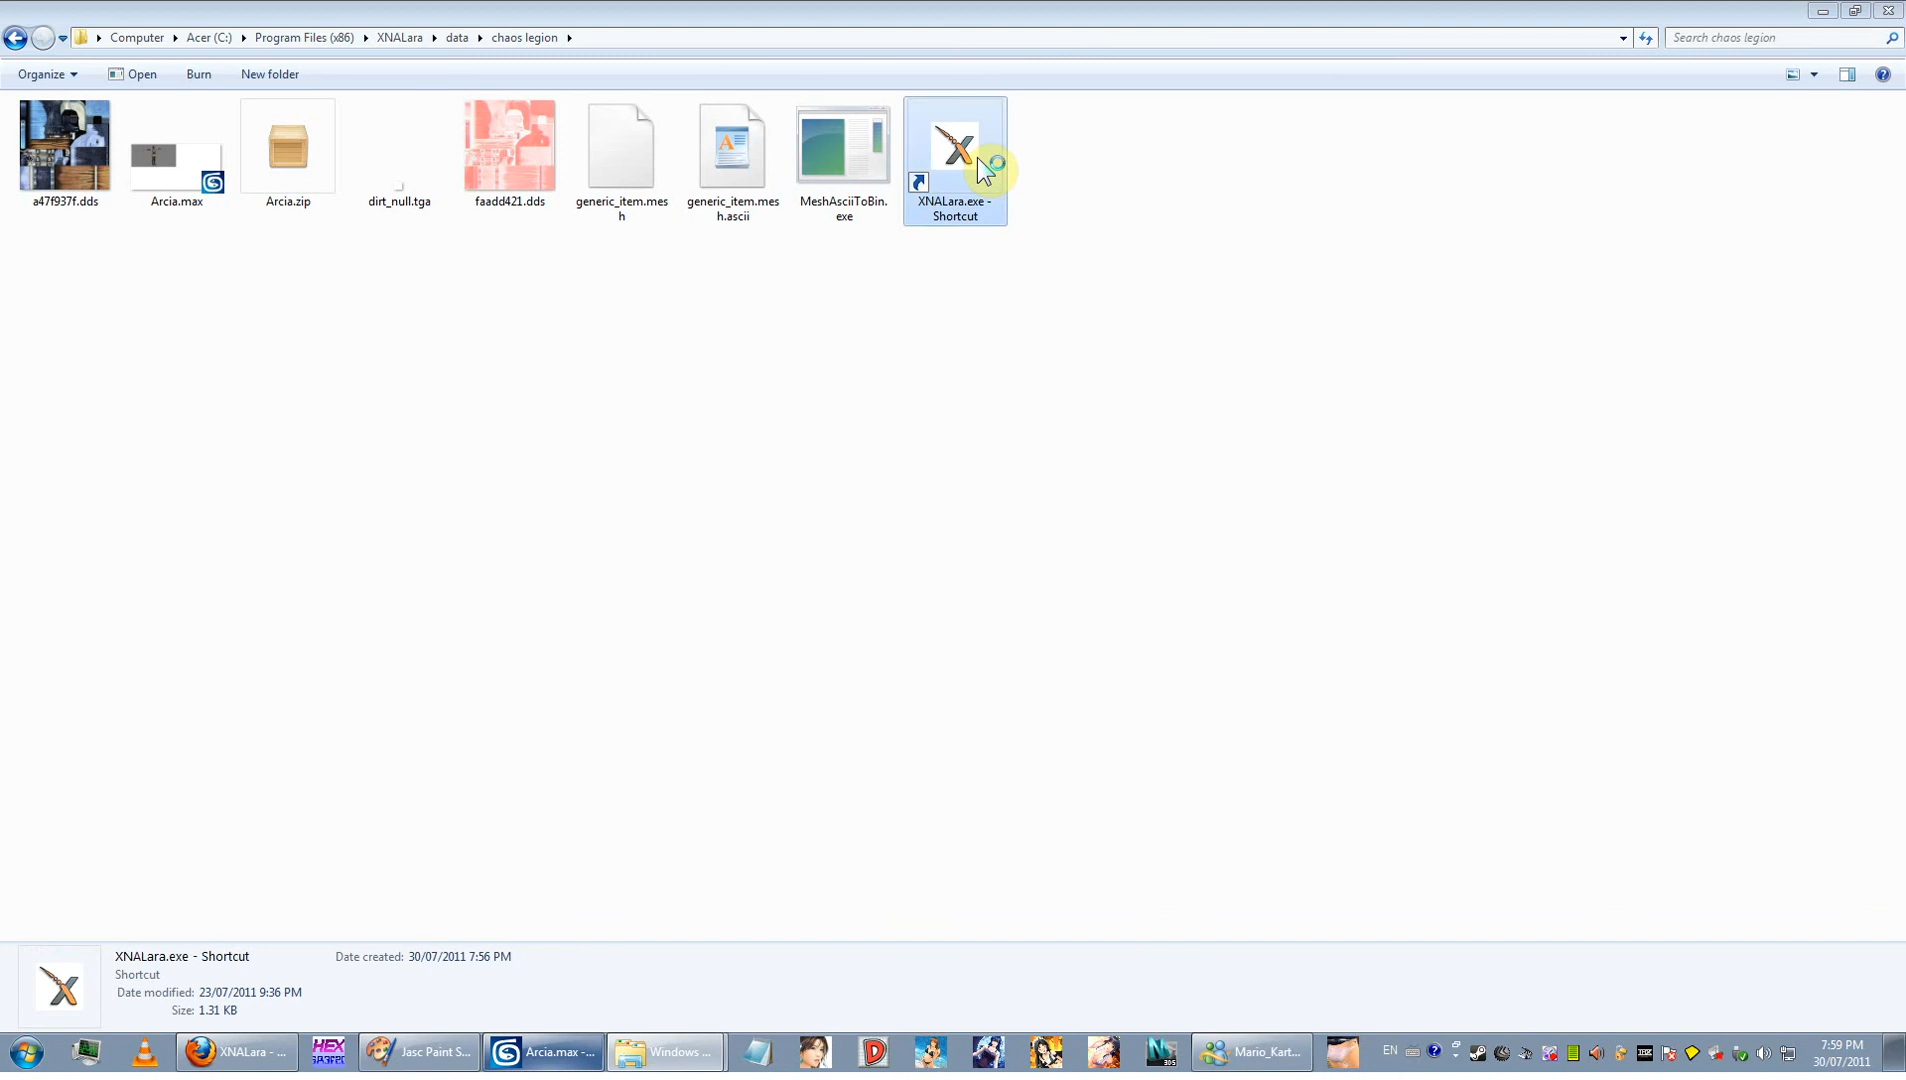 Computer
Acer (C:)
Program Files (x86)
XNALara
data
chaos legion
Search chaos legion
Organize
Open
Burn
New folder
a47f937f.dds
Arcia.max
Arcia.zip
dirt_null.tga
faadd421.dds
generic_item.mes
h
generic_item.mes
h.ascii
MeshAsciiToBin.
exe
XNALara.exe -
Shortcut
XNALara.exe - Shortcut
Date created: 30/07/2011 7:56 PM
Shortcut
Date modified: 23/07/2011 9:36 PM
Size: 1.31 KB
XNALara - ...
HEX
Jasc Paint S...
Arcia.max -...
Windows ...
3DS
Mario_Kart...
EN
7:59 PM
30/07/2011